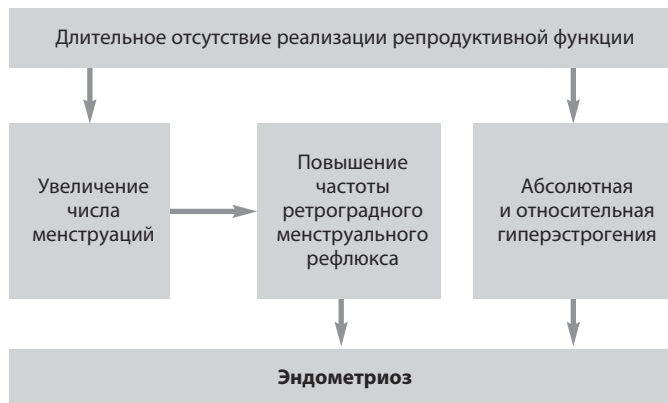 Длительное отсутствие реализации репродуктивной функции
Увеличение
числа
менструаций
Повышение
частоты
ретроградного
менструального
рефлюкса
Абсолютная
и относительная
гиперэстрогения
Эндометриоз